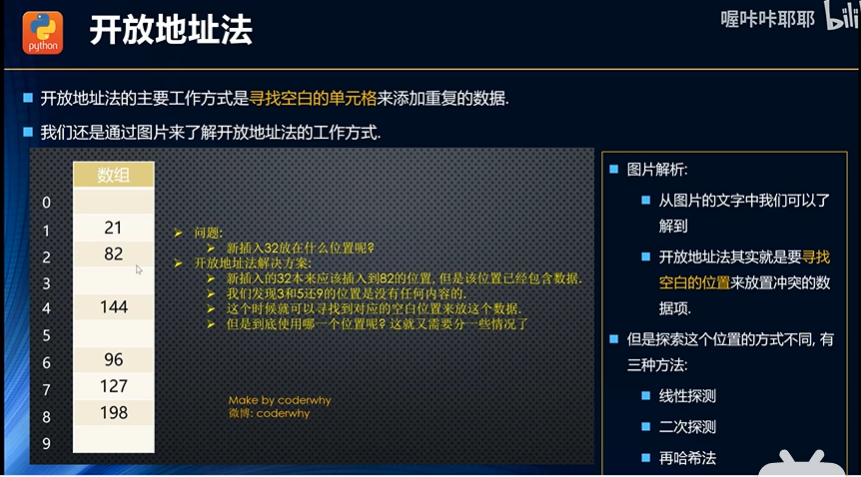 python
开放地址法
喔咔咔耶耶
bili
开放地址法的主要工作方式是寻找空白的单元格来添加重复的数据.
我们还是通过图片来了解开放地址法的工作方式.
数组
0
1 21
2 82
3
4 144
5
6 96
7 127
8 198
9
问题:
新插入32放在什么位置呢?
开放地址法解决方案:
新插入的32本来应该插入到82的位置, 但是该位置已经包含数据.
我们发现3和5还9的位置是没有任何内容的.
这个时候就可以寻找到对应的空白位置来放这个数据.
但是到底使用哪一个位置呢? 这就又需要分一些情况了
Make by coderwhy
微博: coderwhy
图片解析:
从图片的文字中我们可以了
解到
开放地址法其实就是要寻找
空白的位置来放置冲突的数
据项.
但是探索这个位置的方式不同, 有
三种方法:
线性探测
二次探测
再哈希法